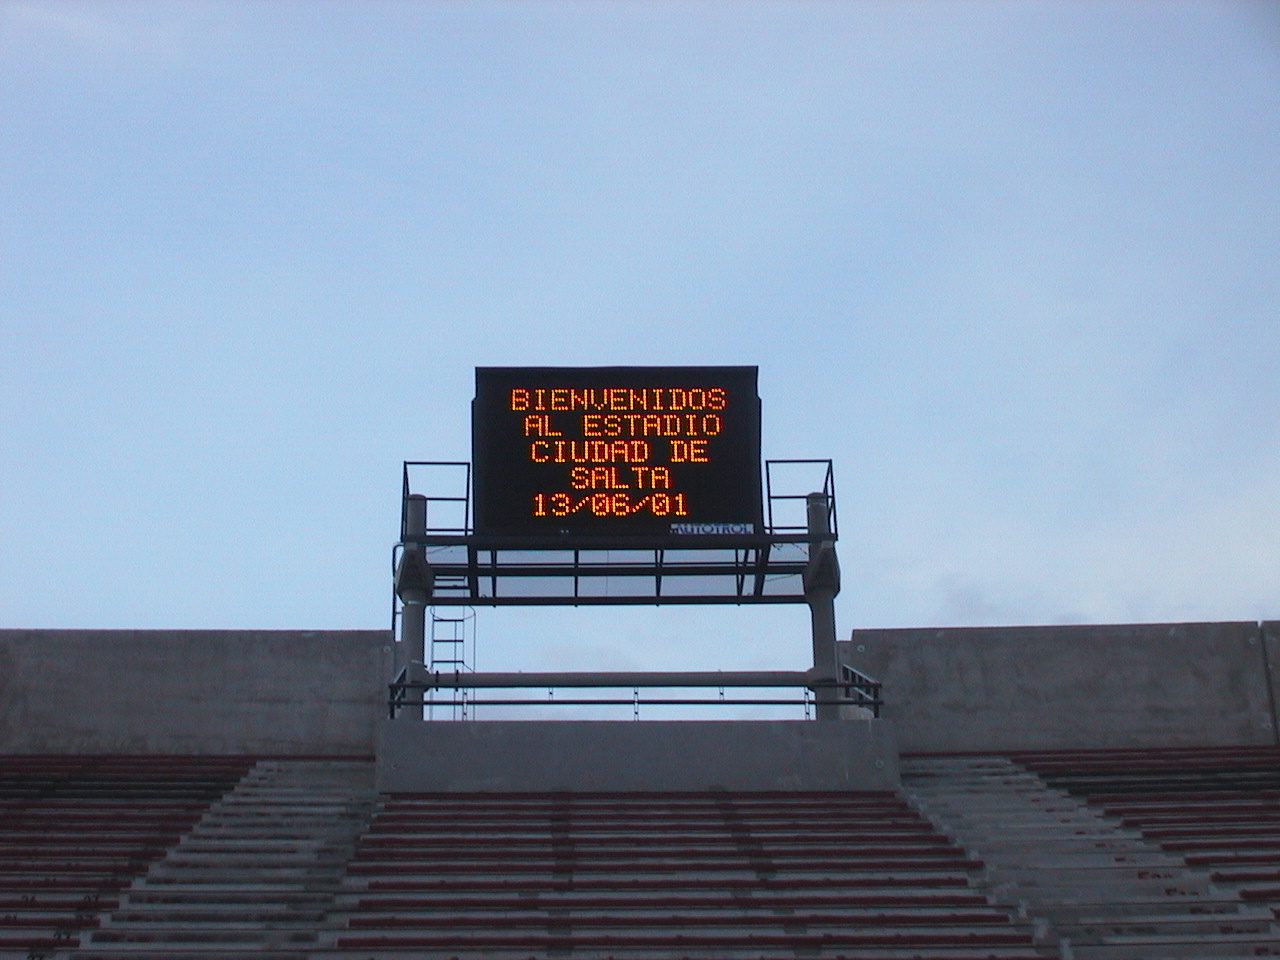 BIENVENIDOS
AL ESTADIO
CIUDAD DE
SALTA
13/06/01
AUTOTROL